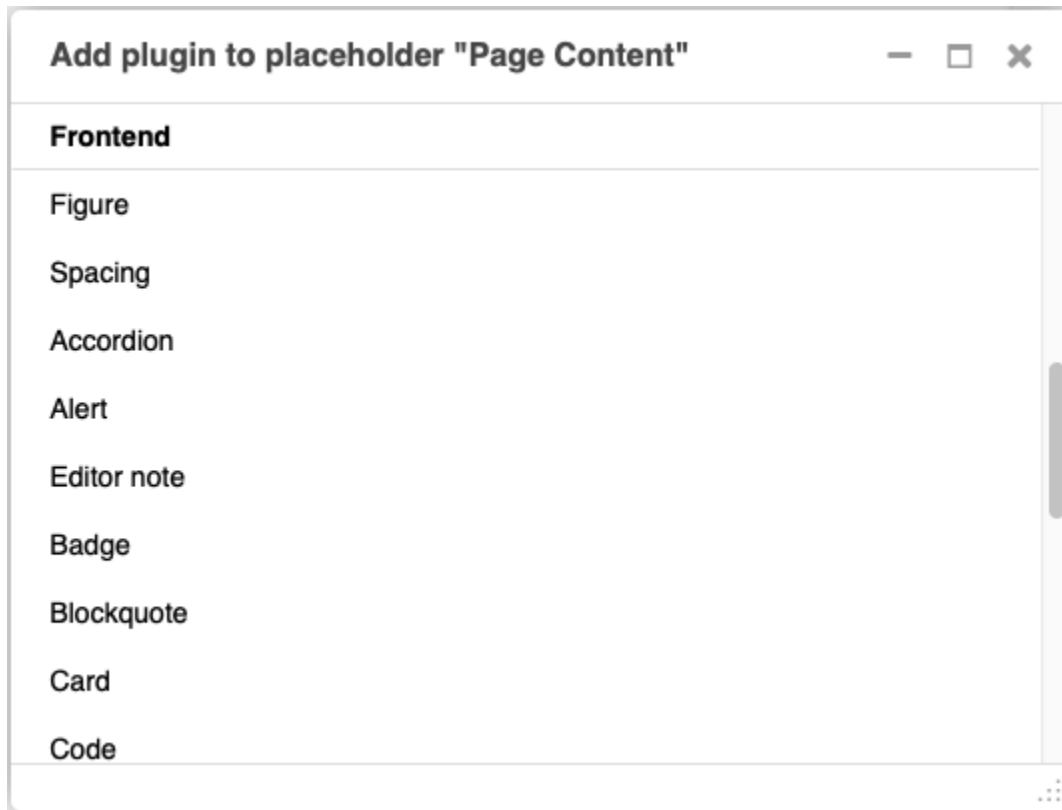 Add plugin to placeholder "Page Content"
Frontend
Figure
Spacing
Accordion
Alert
Editor note
Badge
Blockquote
Card
Code